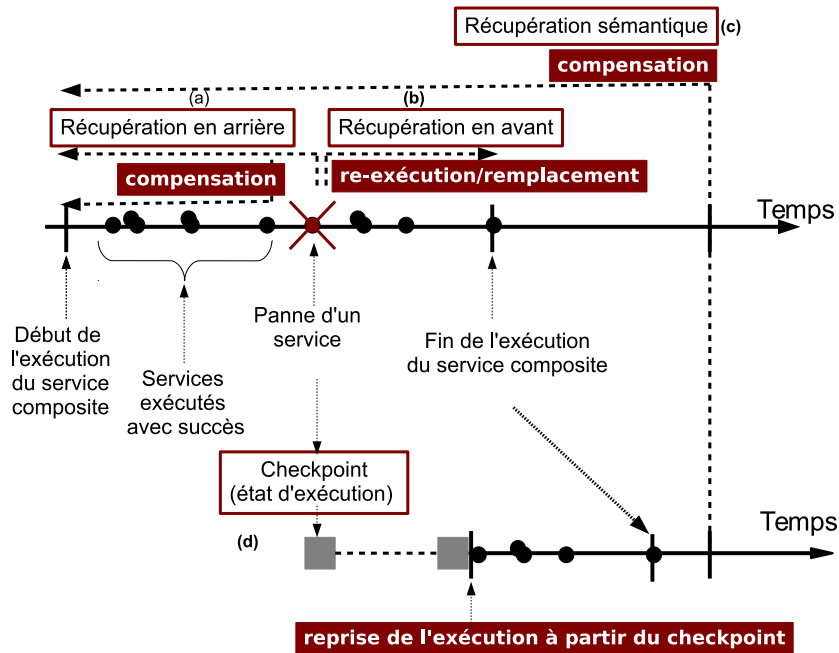 Récupération sémantique (c)
compensation
(a)
(b)
Récupération en arrière
Récupération en avant
compensation
re-exécution/remplacement
Temps
Début de
l'exécution
du service
composite
Services
exécutés
avec succès
Panne d'un
service
Fin de l'exécution
du service composite
Checkpoint
(état d'exécution)
(d)
Temps
reprise de l'exécution à partir du checkpoint